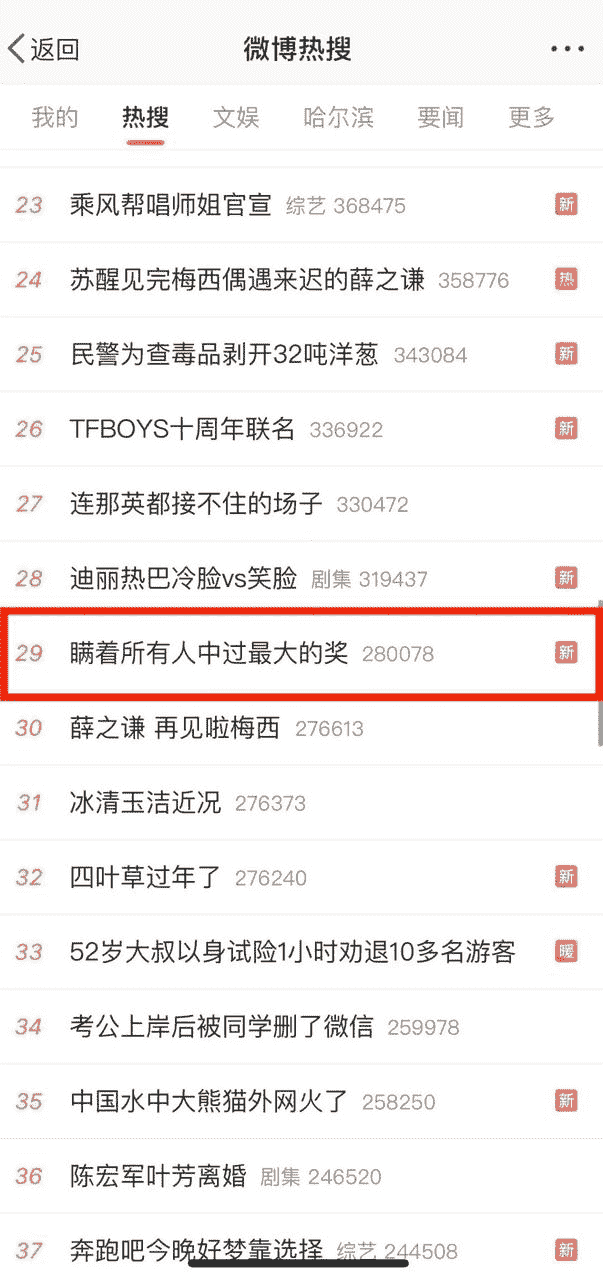 返回 微博热搜
我的 热搜 文娱 哈尔滨 要闻 更多
23 乘风帮唱师姐官宣 综艺 368475 新
24 苏醒见完梅西偶遇来迟的薛之谦 358776 热
25 民警为查毒品剥开32吨洋葱 343084 新
26 TFBOYS十周年联名 336922 新
27 连那英都接不住的场子 330472
28 迪丽热巴冷脸vs笑脸 剧集 319437 新
29 瞒着所有人中过最大的奖 280078 新
30 薛之谦 再见啦梅西 276613
31 冰清玉洁近况 276373
32 四叶草过年了 276240 新
33 52岁大叔以身试险1小时劝退10多名游客 暖
34 考公上岸后被同学删了微信 259978
35 中国水中大熊猫外网火了 258250 新
36 陈宏军叶芳离婚 剧集 246520
37 奔跑吧今晚好梦靠选择 综艺 244508 新